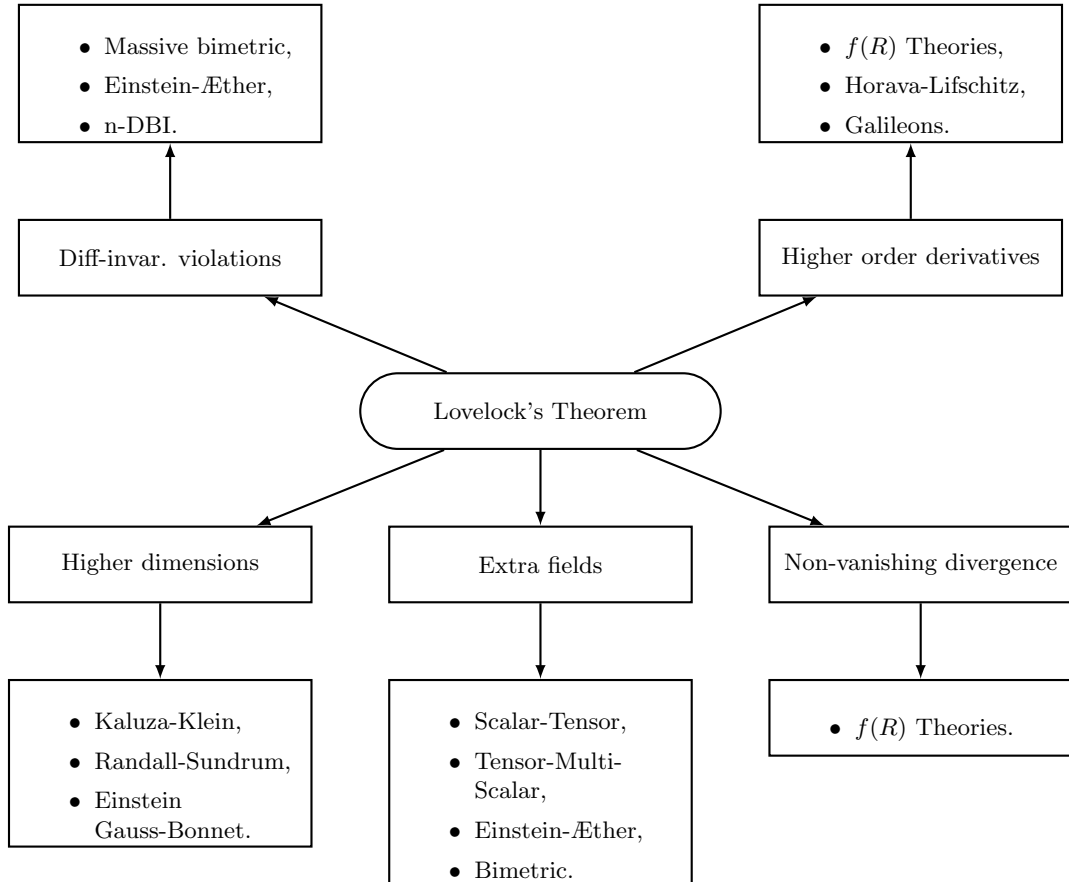 • Massive bimetric,
• Einstein-Æther,
• n-DBI.
• f(R) Theories,
• Horava-Lifschitz,
• Galileons.
Diff-invar. violations
Higher order derivatives
Lovelock's Theorem
Higher dimensions
Extra fields
Non-vanishing divergence
• Kaluza-Klein,
• Randall-Sundrum,
• Einstein
Gauss-Bonnet.
• Scalar-Tensor,
• Tensor-Multi-
Scalar,
• Einstein-Æther,
• Bimetric.
• f(R) Theories.